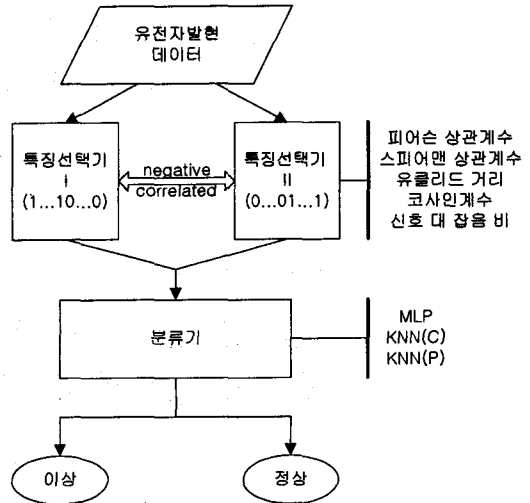 유전자발현
데이터
특징선택기
I
(1...10...0)
negative
correlated
특징선택기
II
(0...01...1)
피어슨 상관계수
스피어맨 상관계수
유클리드 거리
코사인계수
신호 대 잡음 비
분류기
MLP
KNN(C)
KNN(P)
이상
정상